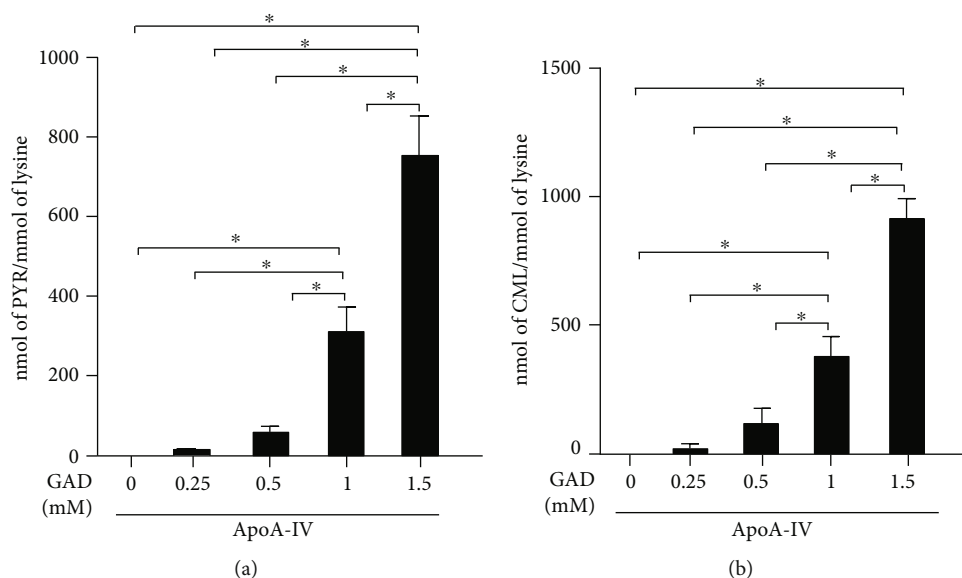 nmol of PYR/mmol of lysine
1000
800
600
400
200
0
* * * *
* * *
GAD
(mM)
0 0.25 0.5 1 1.5
ApoA-IV
(a)
nmol of CML/mmol of lysine
1500
1000
500
0
* * * *
* * *
GAD
(mM)
0 0.25 0.5 1 1.5
ApoA-IV
(b)